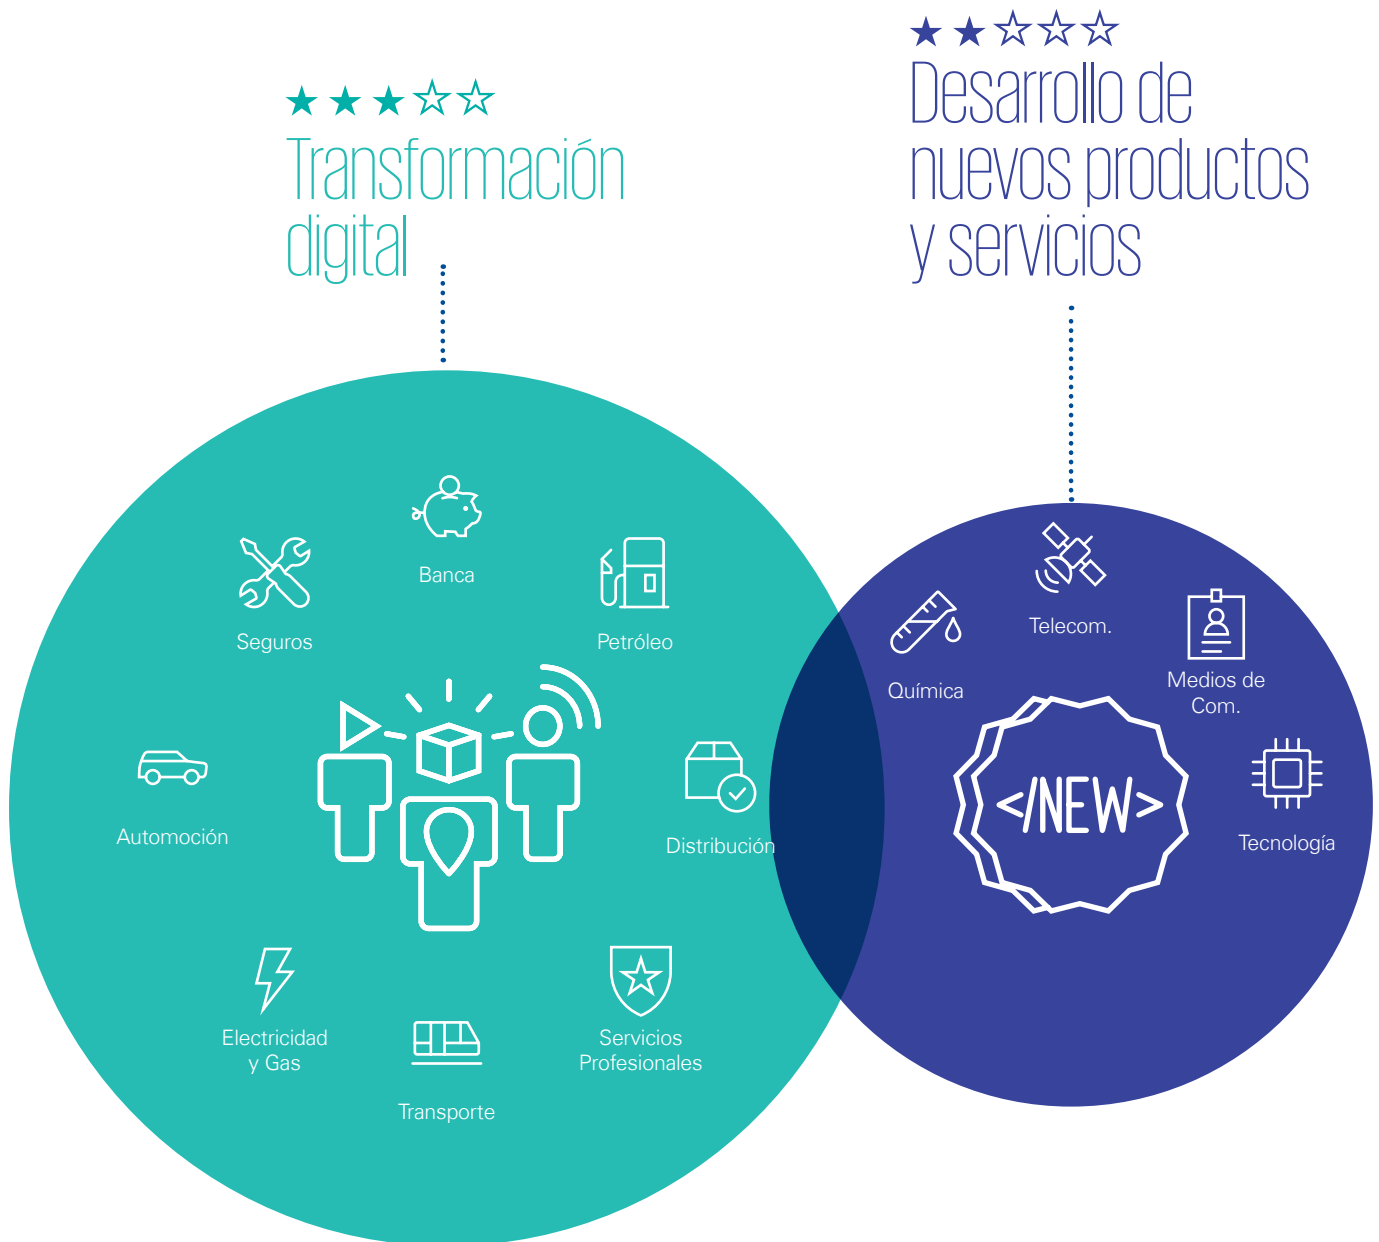 Transformación
digital
Desarrollo de
nuevos productos
y servicios
Banca
Seguros
Petróleo
Automoción
Distribución
Electricidad
y Gas
Servicios
Profesionales
Transporte
Telecom.
Química
Medios de
Com.
</NEW>
Tecnología